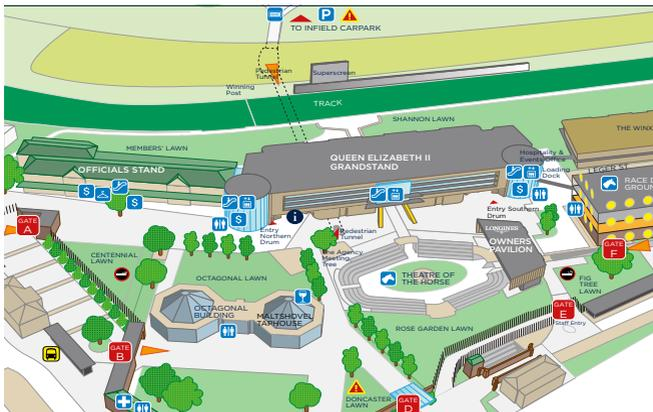 P
TO INFIELD CARPARK
Pedestrian
Tunnel
Superscreen
Winning
Post
TRACK
SHANNON LAWN
THE WINX
MEMBERS' LAWN
QUEEN ELIZABETH II
GRANDSTAND
Hospitality &
Events Office
Loading
Dock
LEGER ST
OFFICIALS STAND
RACE D
GROUN
$
$
$
$
i
GATE
A
Entry
Northern
Drum
Pedestrian
Tunnel
Entry Southern
Drum
LONGINES
OWNERS
PAVILION
GATE
F
CENTENNIAL
LAWN
The Agency
Meeting
Tree
OCTAGONAL LAWN
THEATRE OF
THE HORSE
FIG
TREE
LAWN
OCTAGONAL
BUILDING
MALTSHOVEL
TAPHOUSE
GATE
E
Staff Entry
ROSE GARDEN LAWN
GATE
B
DONCASTER
LAWN
GATE
D